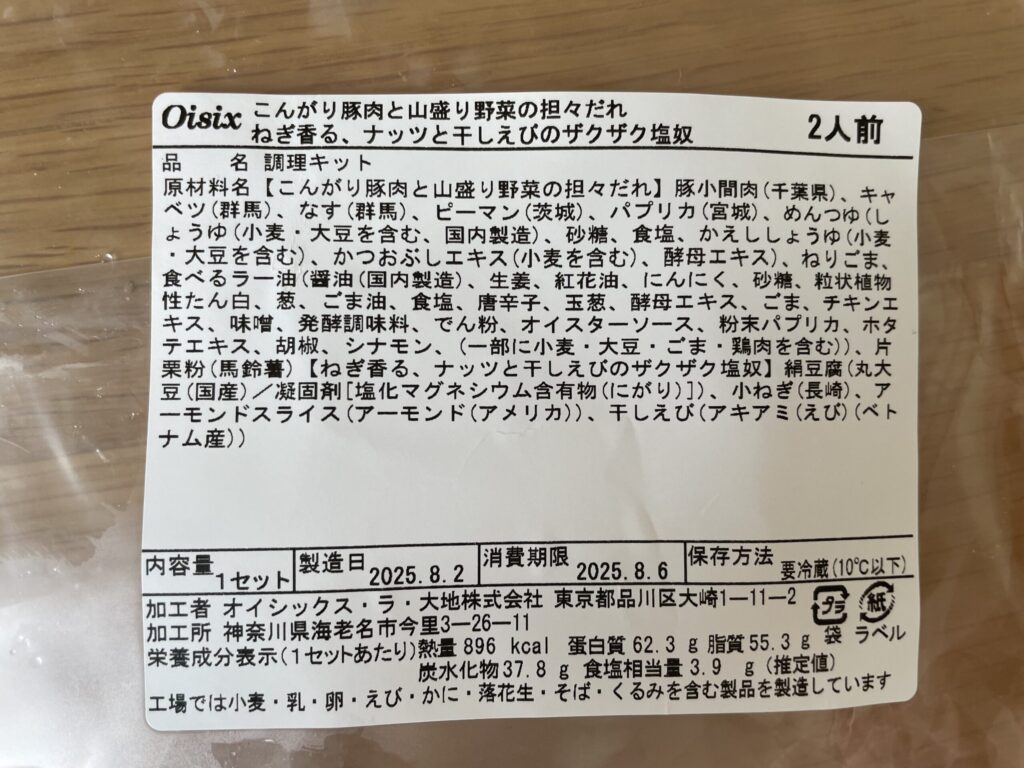 Oisix こんがり豚肉と山盛り野菜の担々だれ
ねぎ香る、ナッツと干しえびのザクザク塩奴 2人前
品 名 調理キット
原材料名【こんがり豚肉と山盛り野菜の担々だれ】豚小間肉(千葉県)、キャ
ベツ(群馬)、なす(群馬)、ピーマン(茨城)、パプリカ(宮城)、めんつゆ(し
ょうゆ(小麦・大豆を含む、国内製造)、砂糖、食塩、かえししょうゆ(小麦
・大豆を含む)、かつおぶしエキス(小麦を含む)、酵母エキス)、ねりごま、
食べるラー油(醤油(国内製造)、生姜、紅花油、にんにく、砂糖、粒状植物
性たん白、葱、ごま油、食塩、唐辛子、玉葱、酵母エキス、ごま、チキンエ
キス、味噌、発酵調味料、でん粉、オイスターソース、粉末パプリカ、ホタ
テエキス、胡椒、シナモン、(一部に小麦・大豆・ごま・鶏肉を含む))、片
栗粉(馬鈴薯)【ねぎ香る、ナッツと干しえびのザクザク塩奴】絹豆腐(丸大
豆(国産)／凝固剤[塩化マグネシウム含有物(にがり)])、小ねぎ(長崎)、ア
ーモンドスライス(アーモンド(アメリカ))、干しえび(アキアミ(えび)(ベト
ナム産))
内容量 1セット 製造日 2025.8.2 消費期限 2025.8.6 保存方法 要冷蔵(10℃以下)
加工者 オイシックス・ラ・大地株式会社 東京都品川区大崎1ー11ー2
加工所 神奈川県海老名市今里3ー26ー11
プラ 袋 紙 ラベル
栄養成分表示(1セットあたり)熱量896 kcal 蛋白質62.3ｇ脂質55.3ｇ
炭水化物37.8ｇ食塩相当量3.9 ｇ(推定値)
工場では小麦・乳・卵・えび・かに・落花生・そば・くるみを含む製品を製造しています